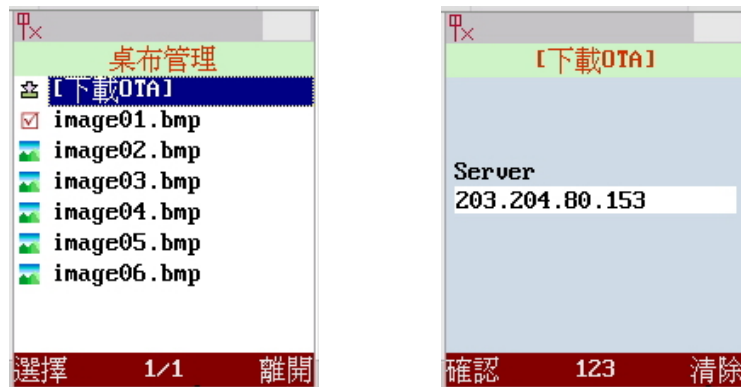 桌布管理
[下載OTA]
image01.bmp
image02.bmp
image03.bmp
image04.bmp
image05.bmp
image06.bmp
選擇 1/1 離開
[下載OTA]
Server
203.204.80.153
確認 123 清除